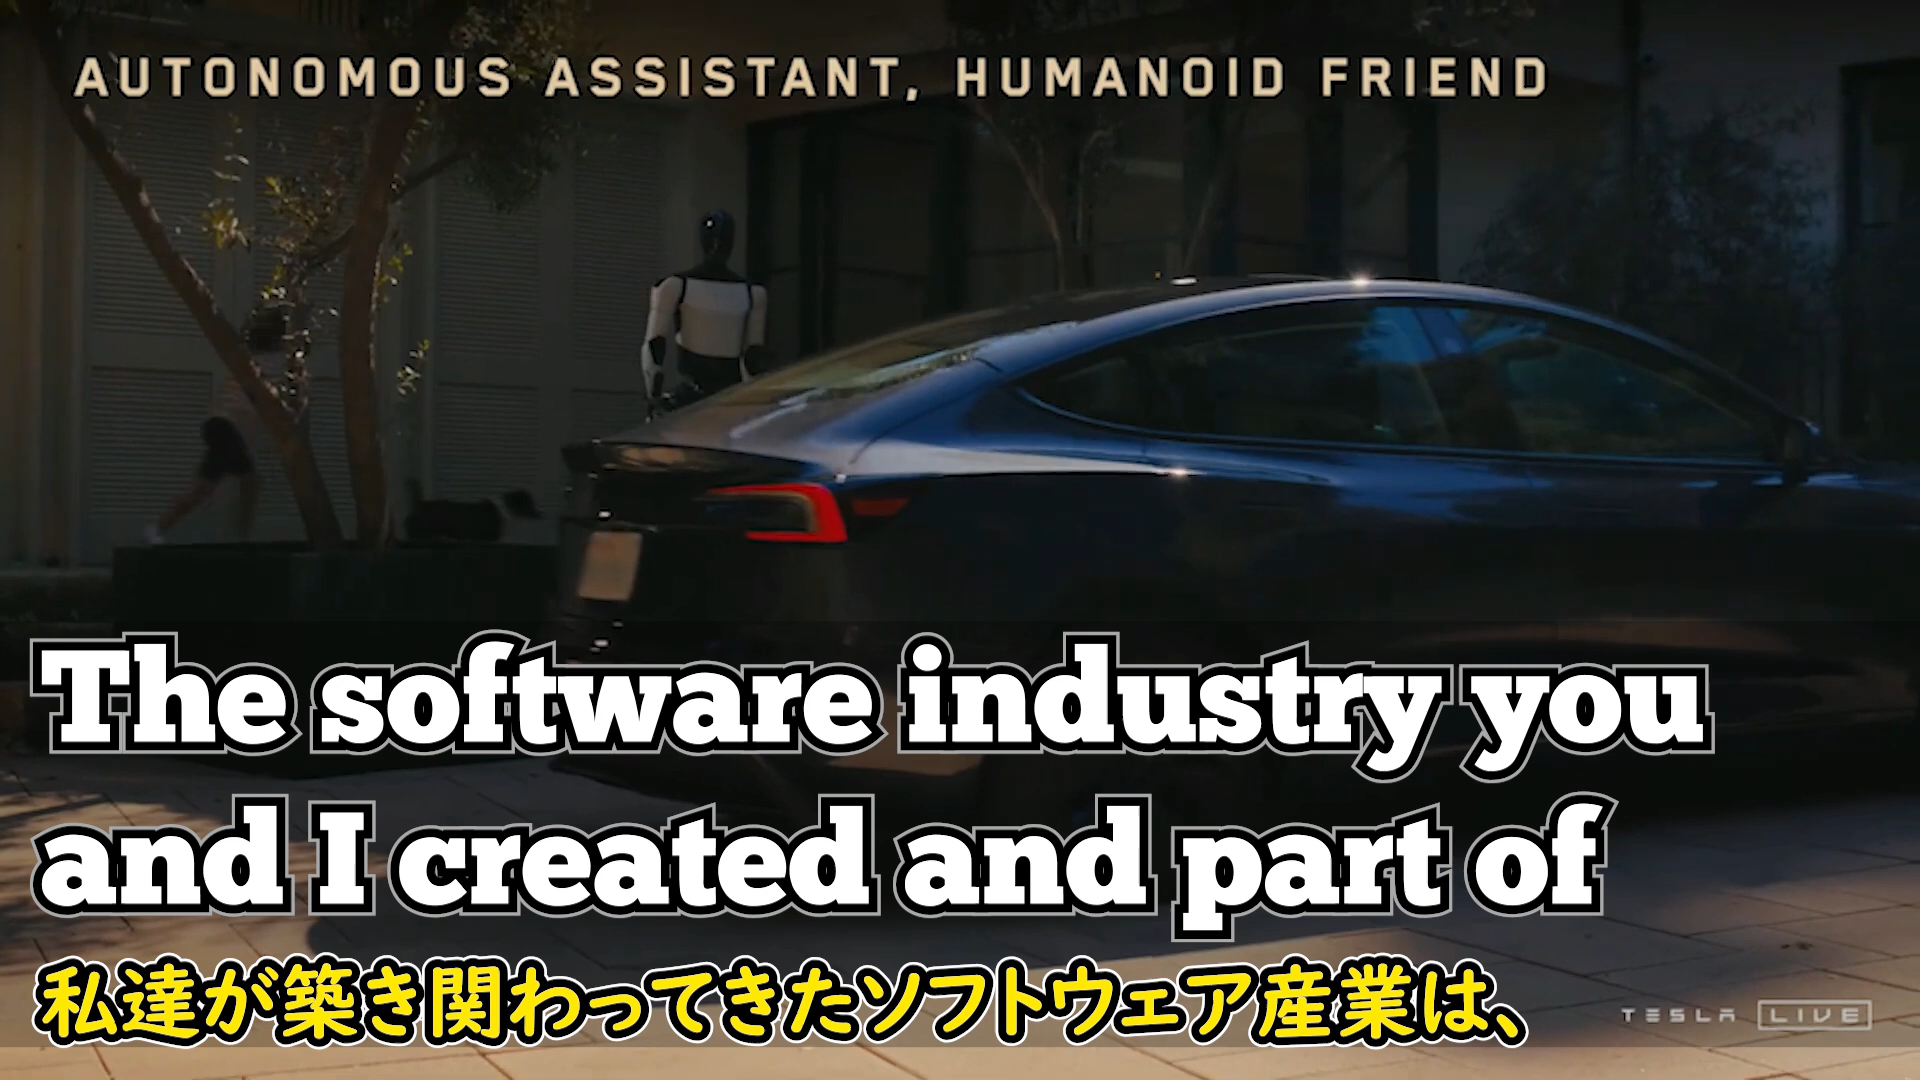 AUTONOMOUS ASSISTANT, HUMANOID FRIEND
The software industry you
and I created and part of
私達が築き関わってきたソフトウェア産業は、
TESLA LIVE